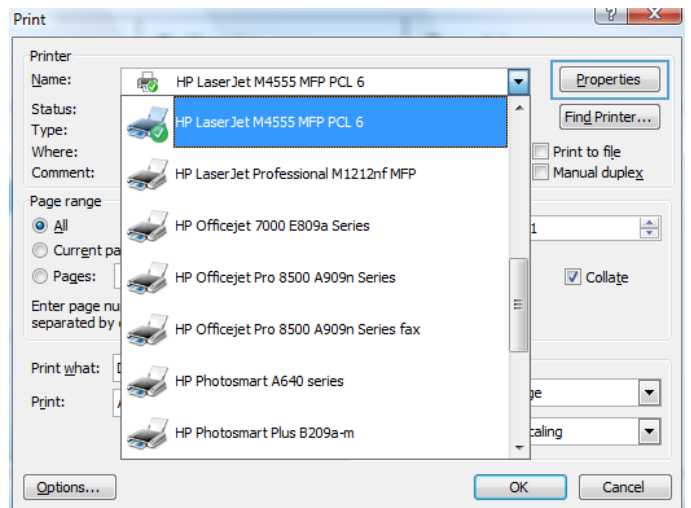 Print
Printer
Name:
HP LaserJet M4555 MFP PCL 6
Properties
Status:
HP LaserJet M4555 MFP PCL 6
Find Printer...
Type:
Where:
Print to file
Comment:
HP LaserJet Professional M1212nf MFP
Manual duplex
Page range
All
HP Officejet 7000 E809a Series
1
Current pa
Pages:
HP Officejet Pro 8500 A909n Series
Collate
Enter page nu
separated by
HP Officejet Pro 8500 A909n Series fax
Print what:
HP Photosmart A640 series
Print:
HP Photosmart Plus B209a-m
Options...
OK
Cancel